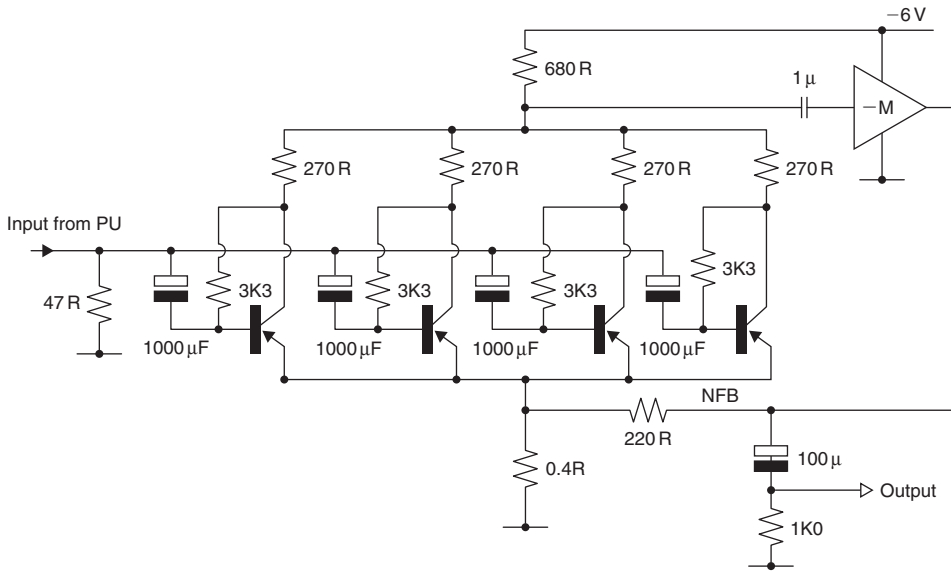 −6 V
680 R
1 μ
−M
270 R
270 R
270 R
270 R
Input from PU
3K3
47 R
3K3
3K3
3K3
1000 μF
1000 μF
1000 μF
1000 μF
NFB
220 R
0.4R
100 μ
Output
1K0